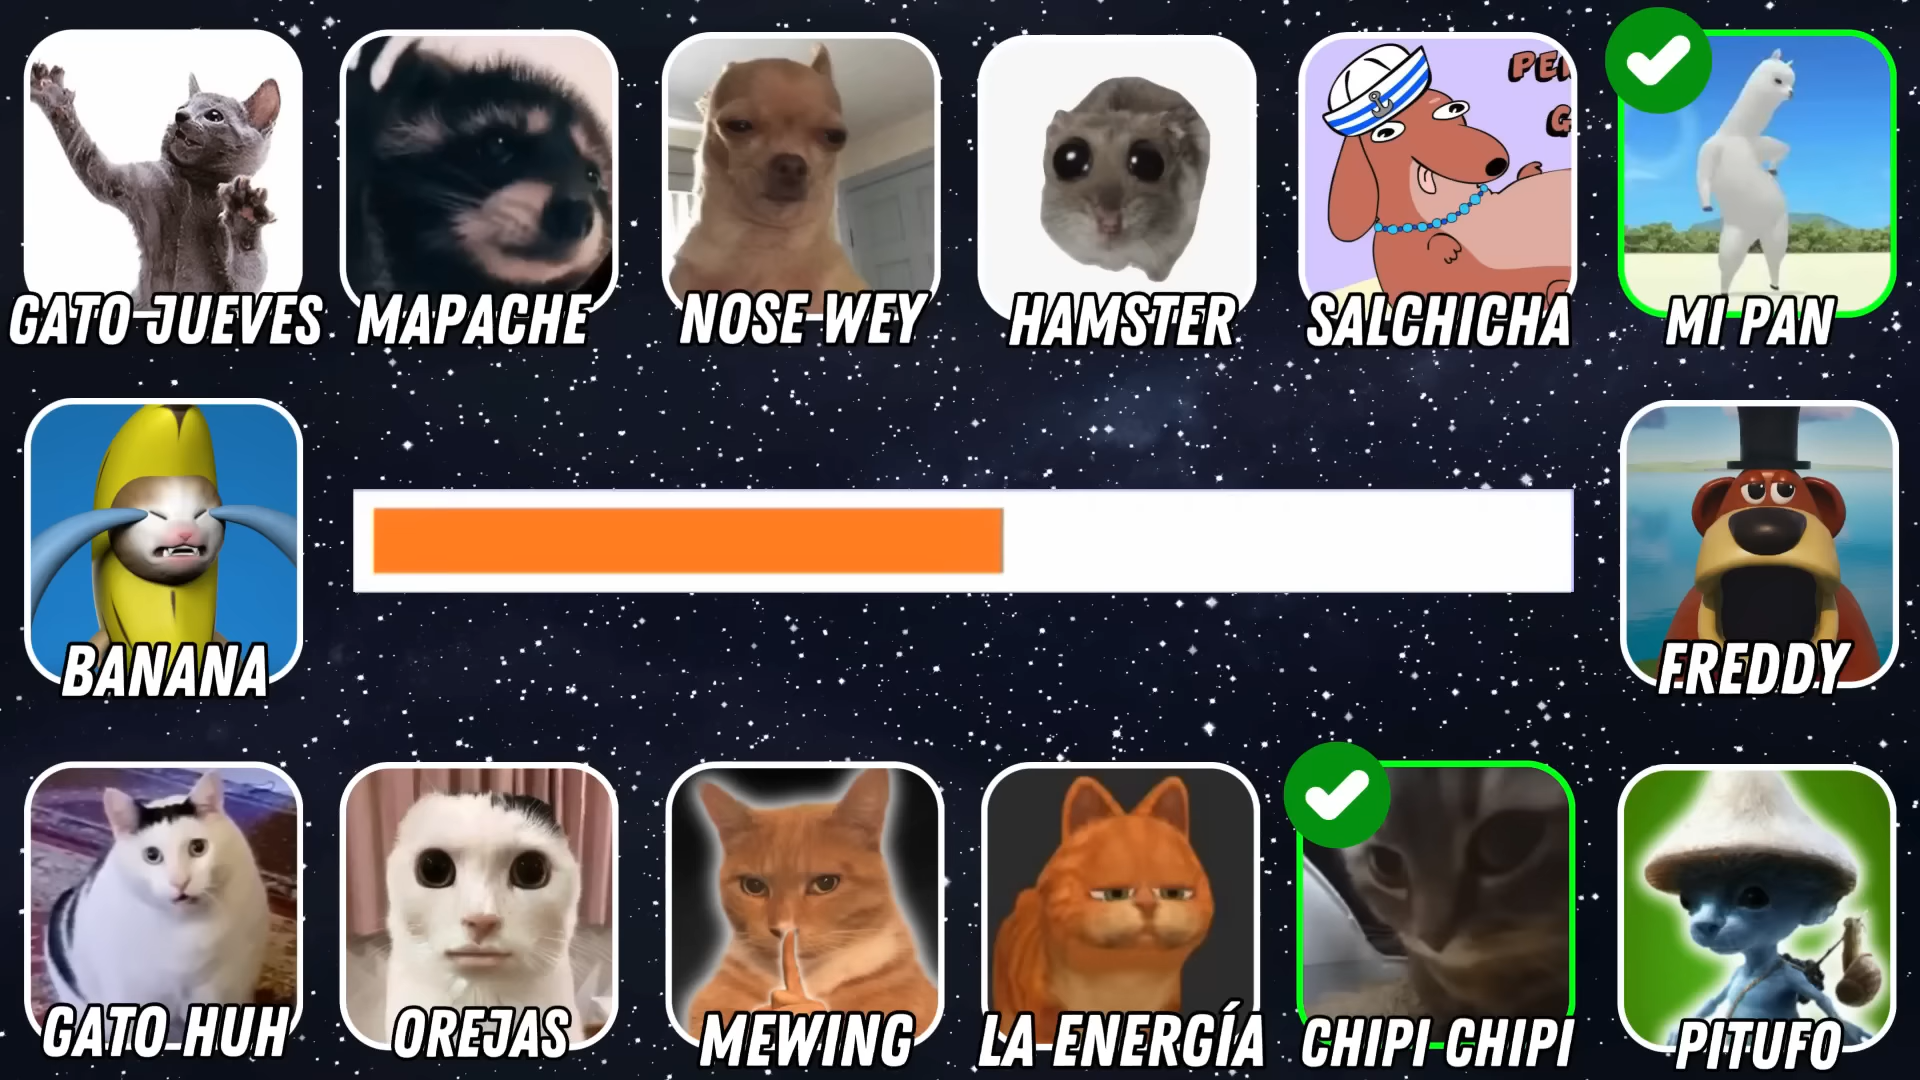 GATO JUEVES
MAPACHE
NOSE WEY
HAMSTER
SALCHICHA
MI PAN
BANANA
FREDDY
GATO HUH
OREJAS
MEWING
LA ENERGÍA
CHIPI CHIPI
PITUFO